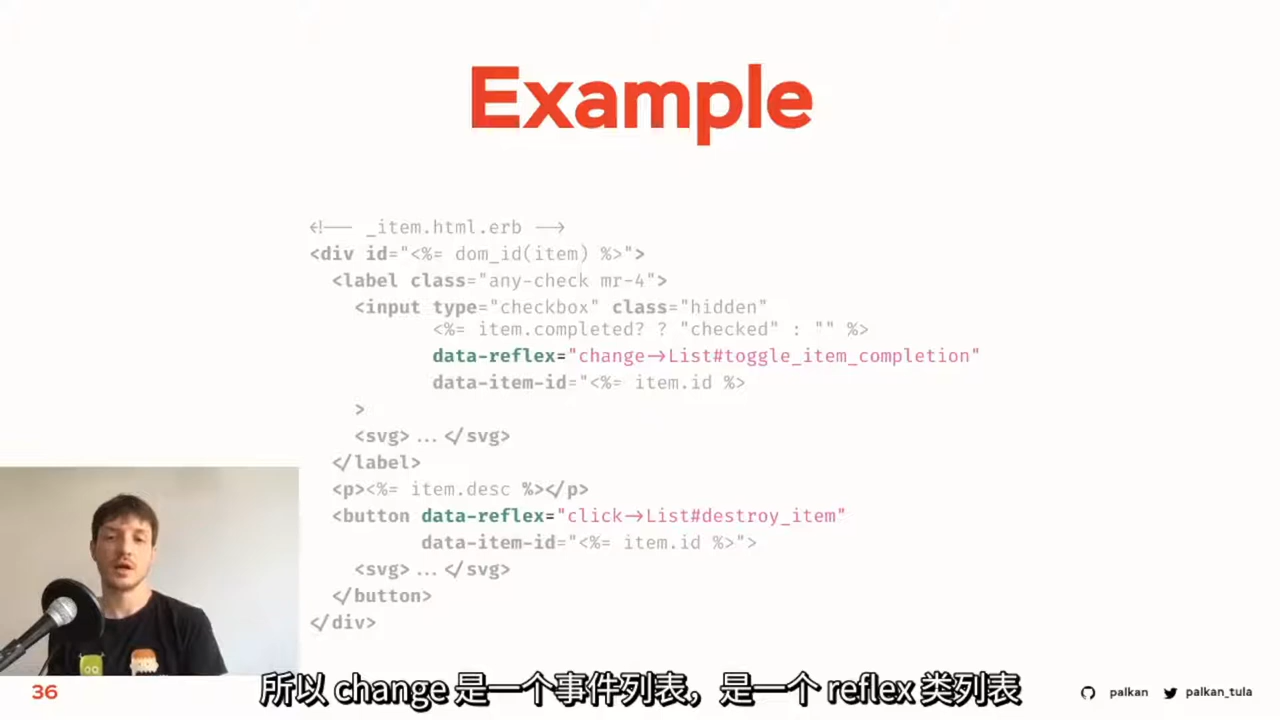 Example
<!-- _item.html.erb -->
<div id="<%= dom_id(item) %>">
<label class="any-check mr-4">
<input type="checkbox" class="hidden"
<%= item.completed? ? "checked" : "" %>
data-reflex="change->List#toggle_item_completion"
data-item-id="<%= item.id %>
>
<svg>...</svg>
</label>
<p><%= item.desc %></p>
<button data-reflex="click->List#destroy_item"
data-item-id="<%= item.id %>">
<svg>...</svg>
</button>
</div>
所以 change 是一个事件列表，是一个 reflex 类列表
36
palkan palkan_tula